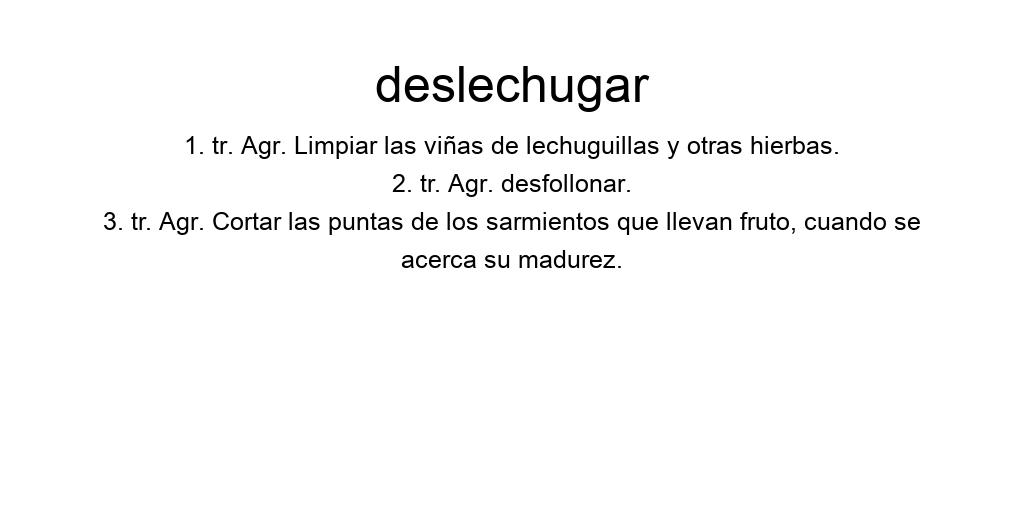 deslechugar
1. tr. Agr. Limpiar las viñas de lechuguillas y otras hierbas.
2. tr. Agr. desfollonar.
3. tr. Agr. Cortar las puntas de los sarmientos que llevan fruto, cuando se
acerca su madurez.